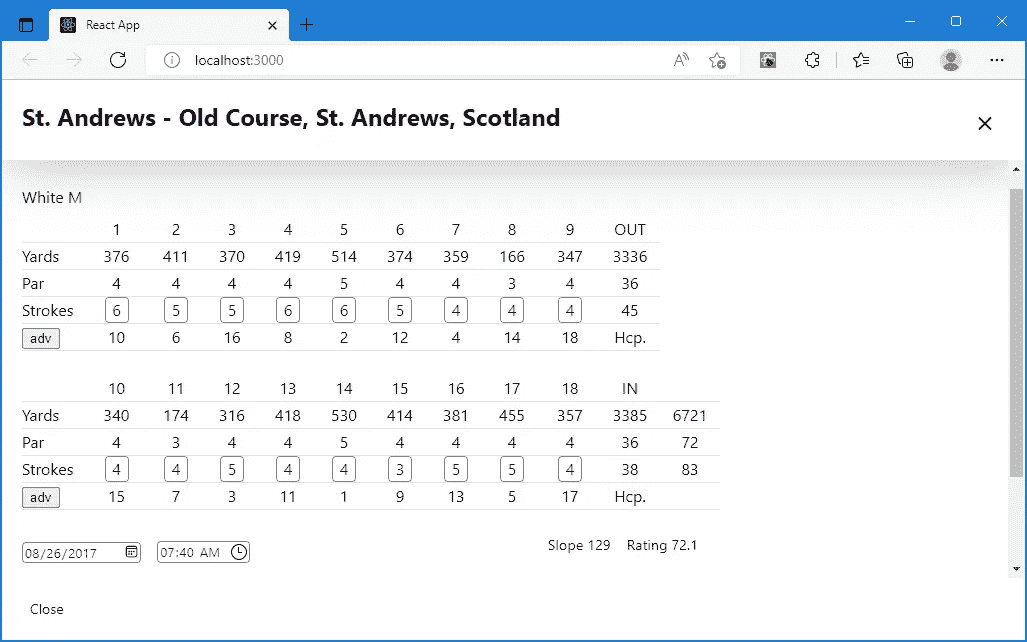 React App
localhost:3000
St. Andrews - Old Course, St. Andrews, Scotland
White M
1 2 3 4 5 6 7 8 9 OUT
Yards 376 411 370 419 514 374 359 166 347 3336
Par 4 4 4 4 5 4 4 3 4 36
Strokes 6 5 5 6 6 5 4 4 4 45
adv 10 6 16 8 2 12 4 14 18 Hcp.
10 11 12 13 14 15 16 17 18 IN
Yards 340 174 316 418 530 414 381 455 357 3385 6721
Par 4 3 4 4 5 4 4 4 4 36 72
Strokes 4 4 5 4 4 3 5 5 4 38 83
adv 15 7 3 11 1 9 13 5 17 Hcp.
08/26/2017 07:40 AM Slope 129 Rating 72.1
Close